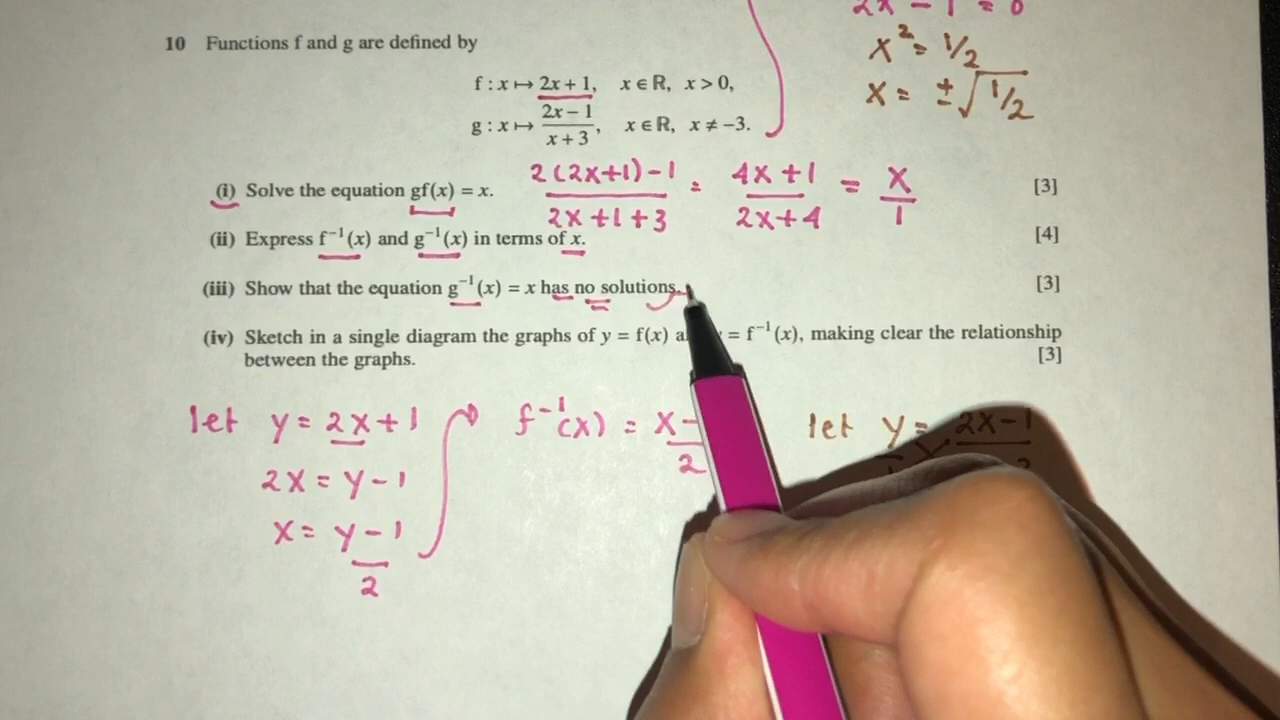 2x - 1 = 0
x² = 1/2
x = ±√1/2
10 Functions f and g are defined by
f : x ↦ 2x + 1, x ∈ ℝ, x > 0,
g : x ↦ (2x − 1)/(x + 3), x ∈ ℝ, x ≠ −3.
(i) Solve the equation gf(x) = x. [3]
(2(2x+1)-1)/(2x+1+3) = (4x+1)/(2x+4) = x/1
(ii) Express f⁻¹(x) and g⁻¹(x) in terms of x. [4]
(iii) Show that the equation g⁻¹(x) = x has no solutions. [3]
(iv) Sketch in a single diagram the graphs of y = f(x) = f⁻¹(x), making clear the relationship
between the graphs. [3]
let y = 2x+1
2x = y-1
x = (y-1)/2
f⁻¹(x) = x-/2
let y = 2x-1